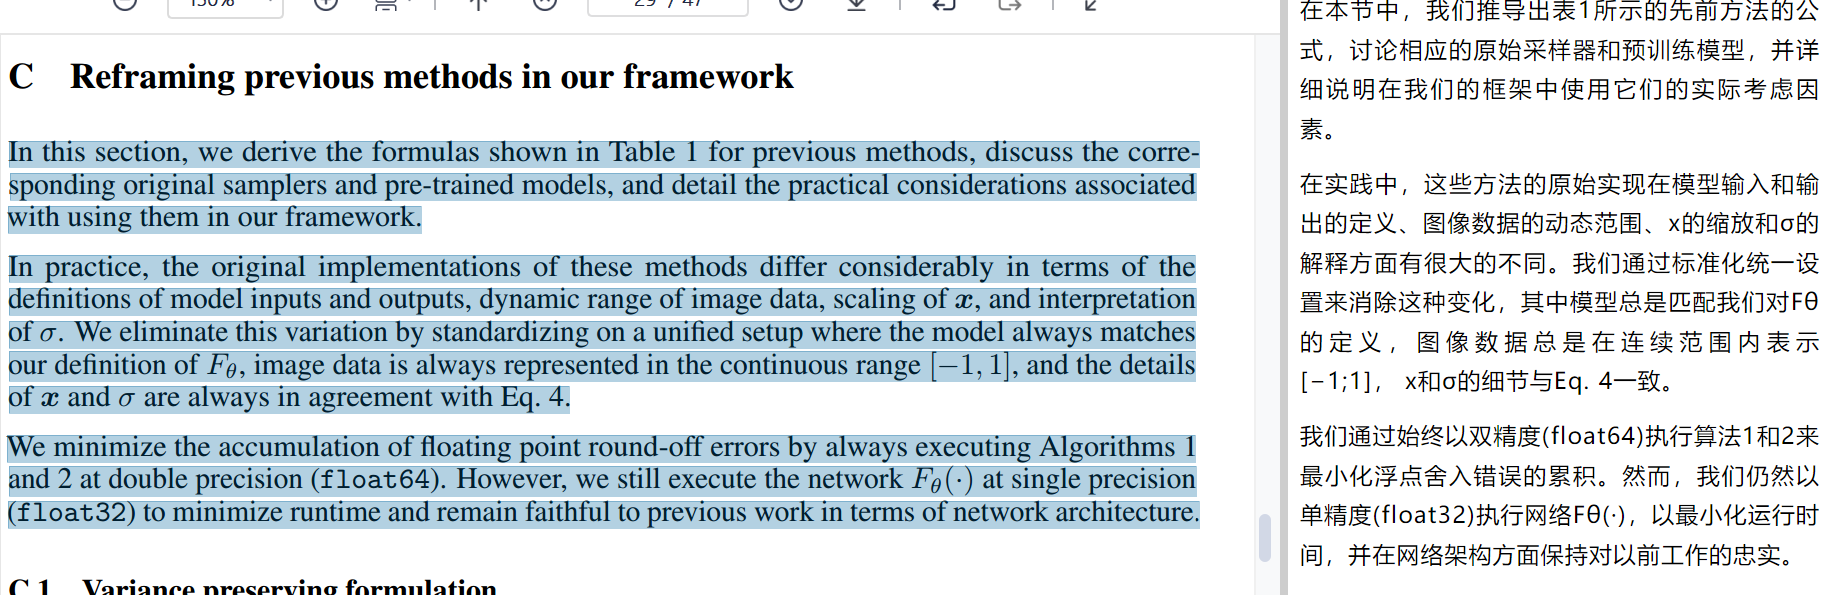 130%
29 / 47
C Reframing previous methods in our framework
In this section, we derive the formulas shown in Table 1 for previous methods, discuss the corre-
sponding original samplers and pre-trained models, and detail the practical considerations associated
with using them in our framework.
In practice, the original implementations of these methods differ considerably in terms of the
definitions of model inputs and outputs, dynamic range of image data, scaling of x, and interpretation
of σ. We eliminate this variation by standardizing on a unified setup where the model always matches
our definition of Fθ, image data is always represented in the continuous range [−1, 1], and the details
of x and σ are always in agreement with Eq. 4.
We minimize the accumulation of floating point round-off errors by always executing Algorithms 1
and 2 at double precision (float64). However, we still execute the network Fθ(·) at single precision
(float32) to minimize runtime and remain faithful to previous work in terms of network architecture.
C.1 Variance preserving formulation
在本节中，我们推导出表1所示的先前方法的公
式，讨论相应的原始采样器和预训练模型，并详
细说明在我们的框架中使用它们的实际考虑因
素。
在实践中，这些方法的原始实现在模型输入和输
出的定义、图像数据的动态范围、x的缩放和σ的
解释方面有很大的不同。我们通过标准化统一设
置来消除这种变化，其中模型总是匹配我们对Fθ
的定义，图像数据总是在连续范围内表示
[−1;1]， x和σ的细节与Eq. 4一致。
我们通过始终以双精度(float64)执行算法1和2来
最小化浮点舍入错误的累积。然而，我们仍然以
单精度(float32)执行网络Fθ(·)，以最小化运行时
间，并在网络架构方面保持对以前工作的忠实。